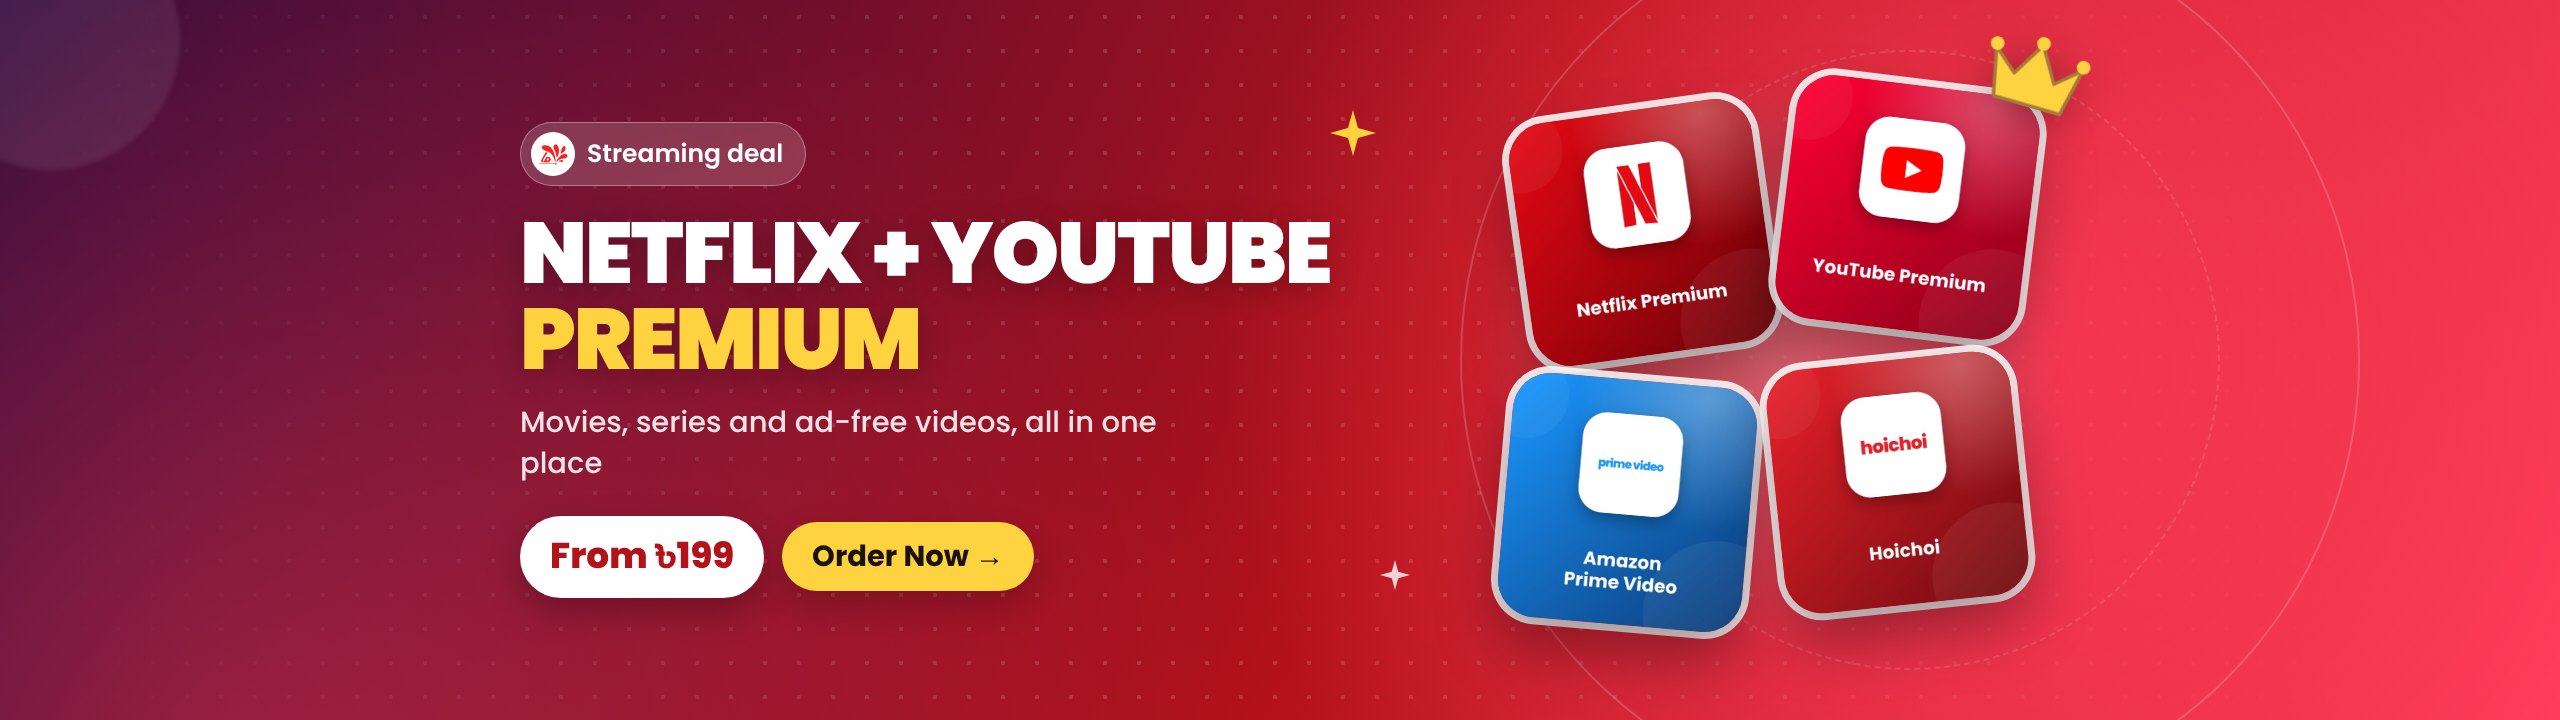 Streaming deal
NETFLIX + YOUTUBE
PREMIUM
Movies, series and ad-free videos, all in one
place
From ৳199
Order Now →
N
Netflix Premium
YouTube Premium
prime video
Amazon
Prime Video
hoichoi
Hoichoi